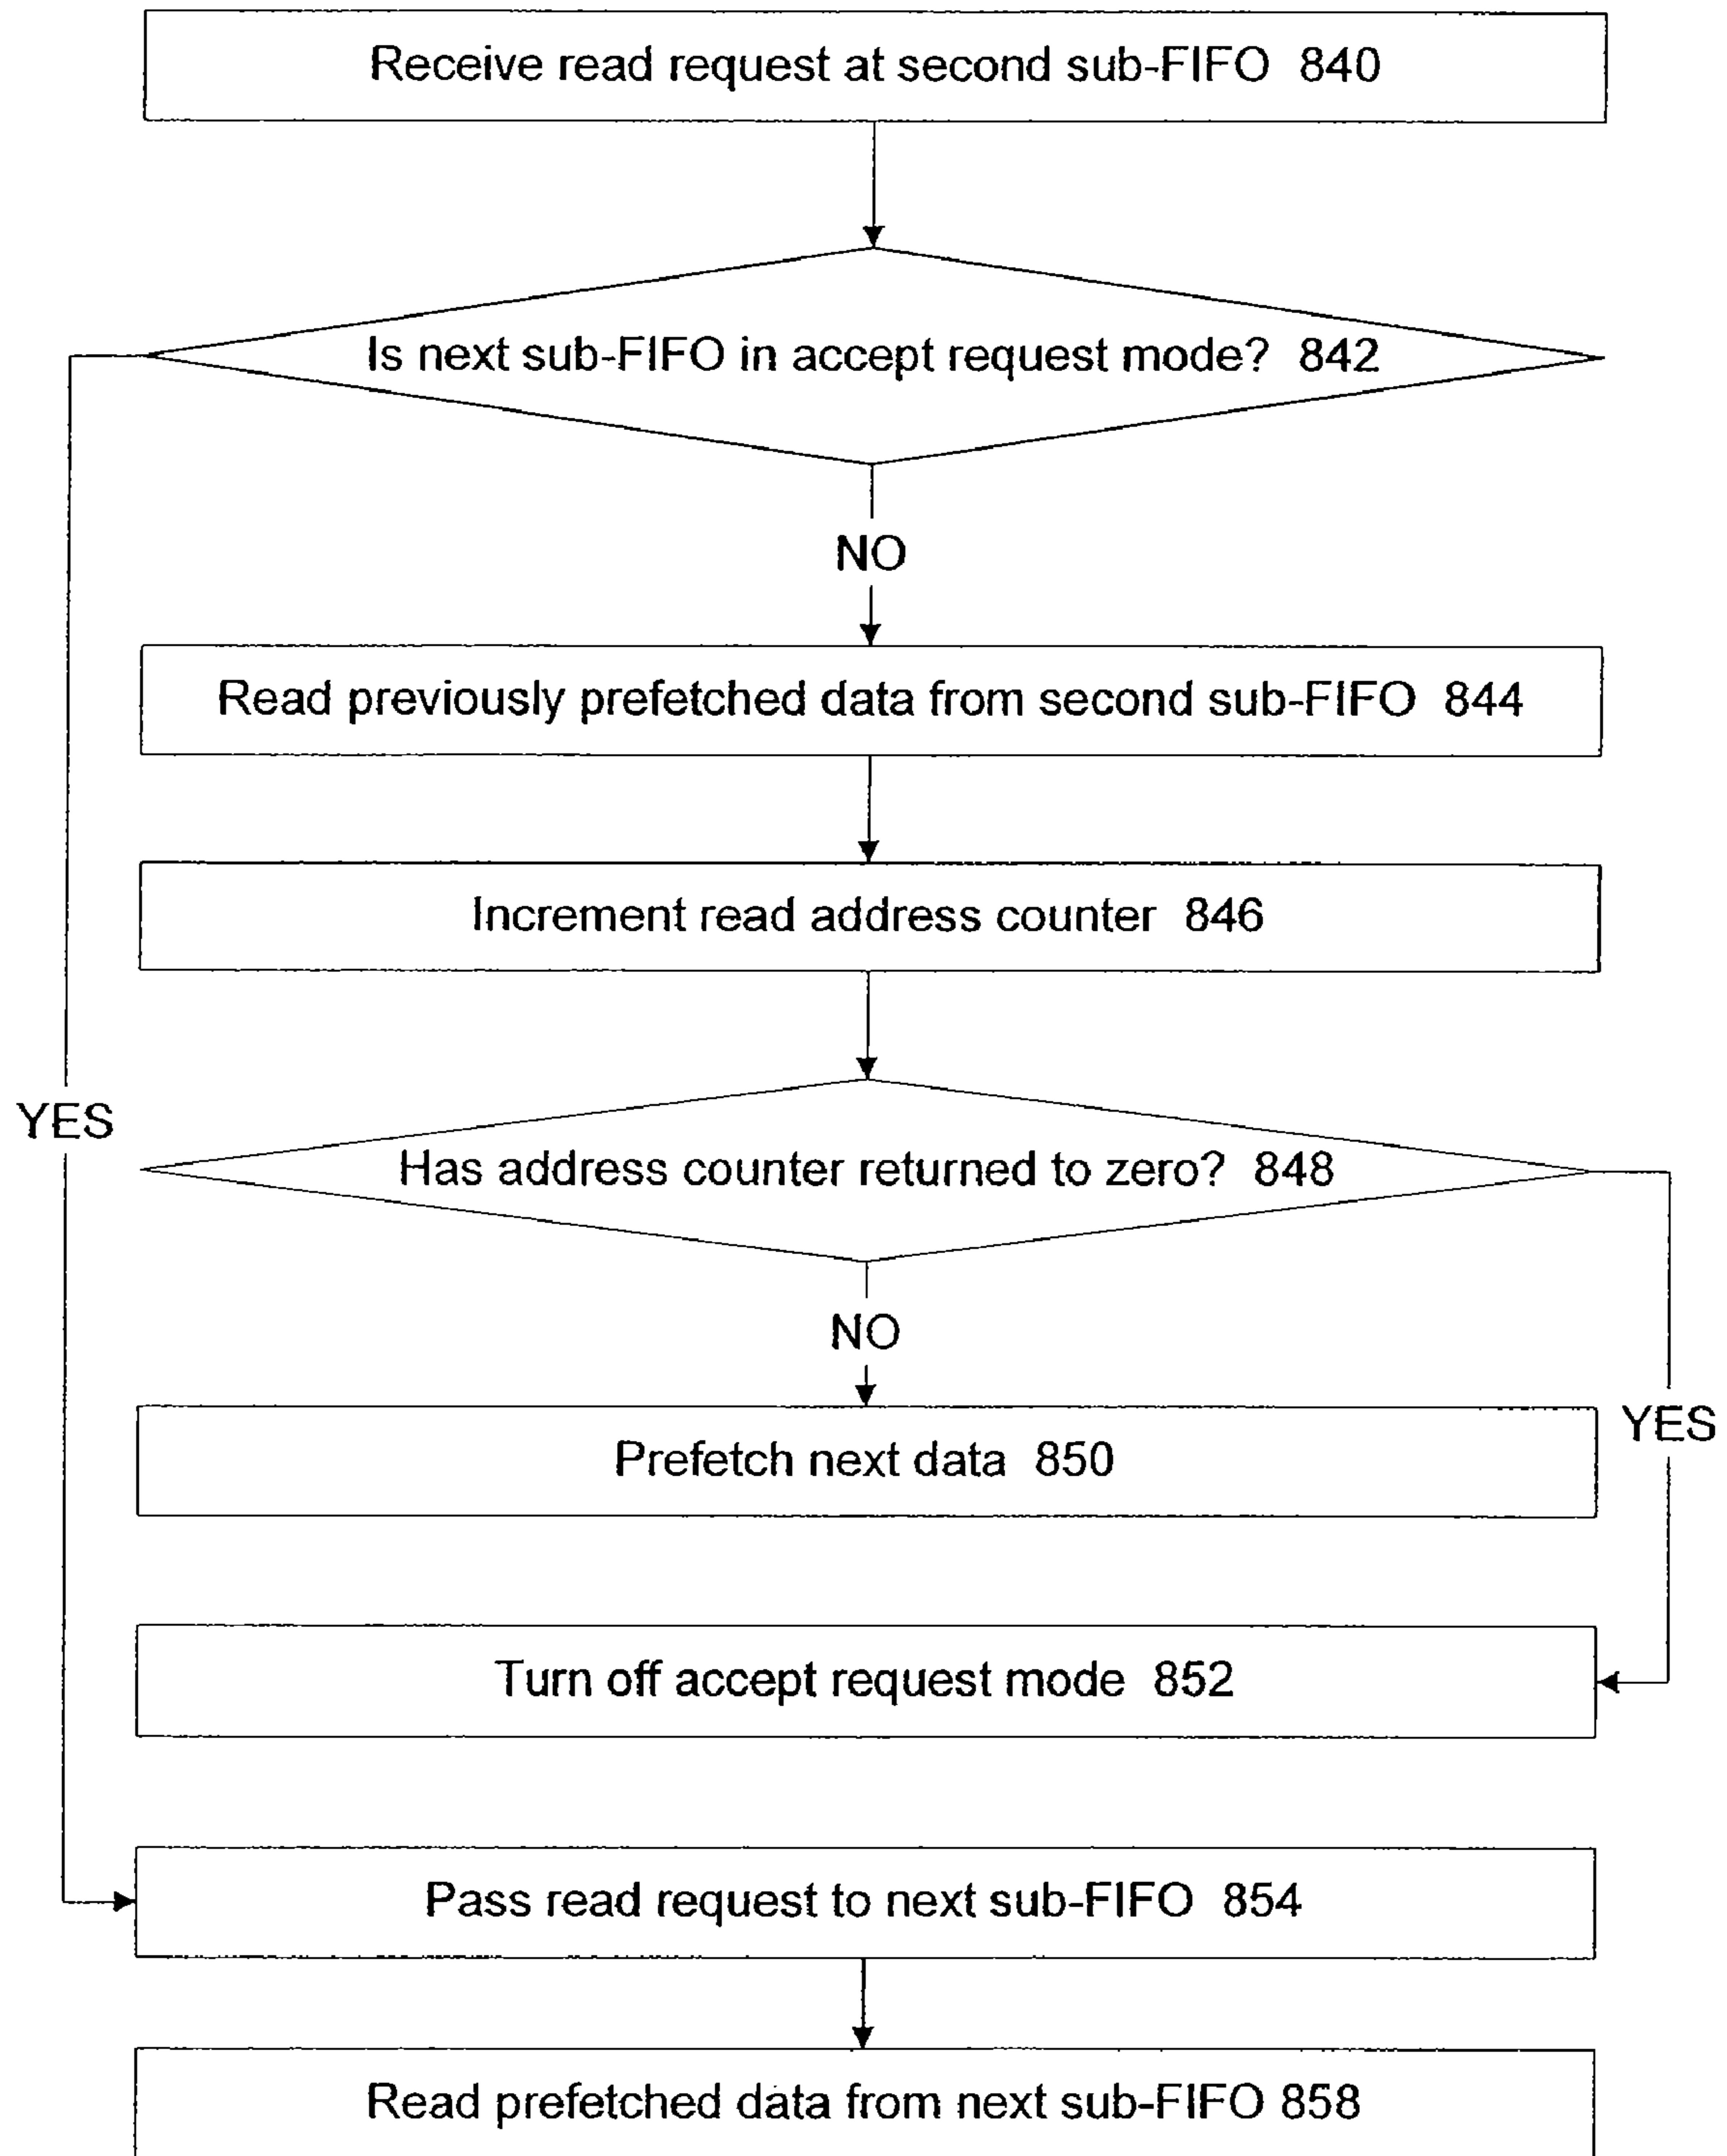 Receive read request at second sub-FIFO 840
Is next sub-FIFO in accept request mode? 842
NO
Read previously prefetched data from second sub-FIFO 844
Increment read address counter 846
YES
Has address counter returned to zero? 848
NO
YES
Prefetch next data 850
Turn off accept request mode 852
Pass read request to next sub-FIFO 854
Read prefetched data from next sub-FIFO 858